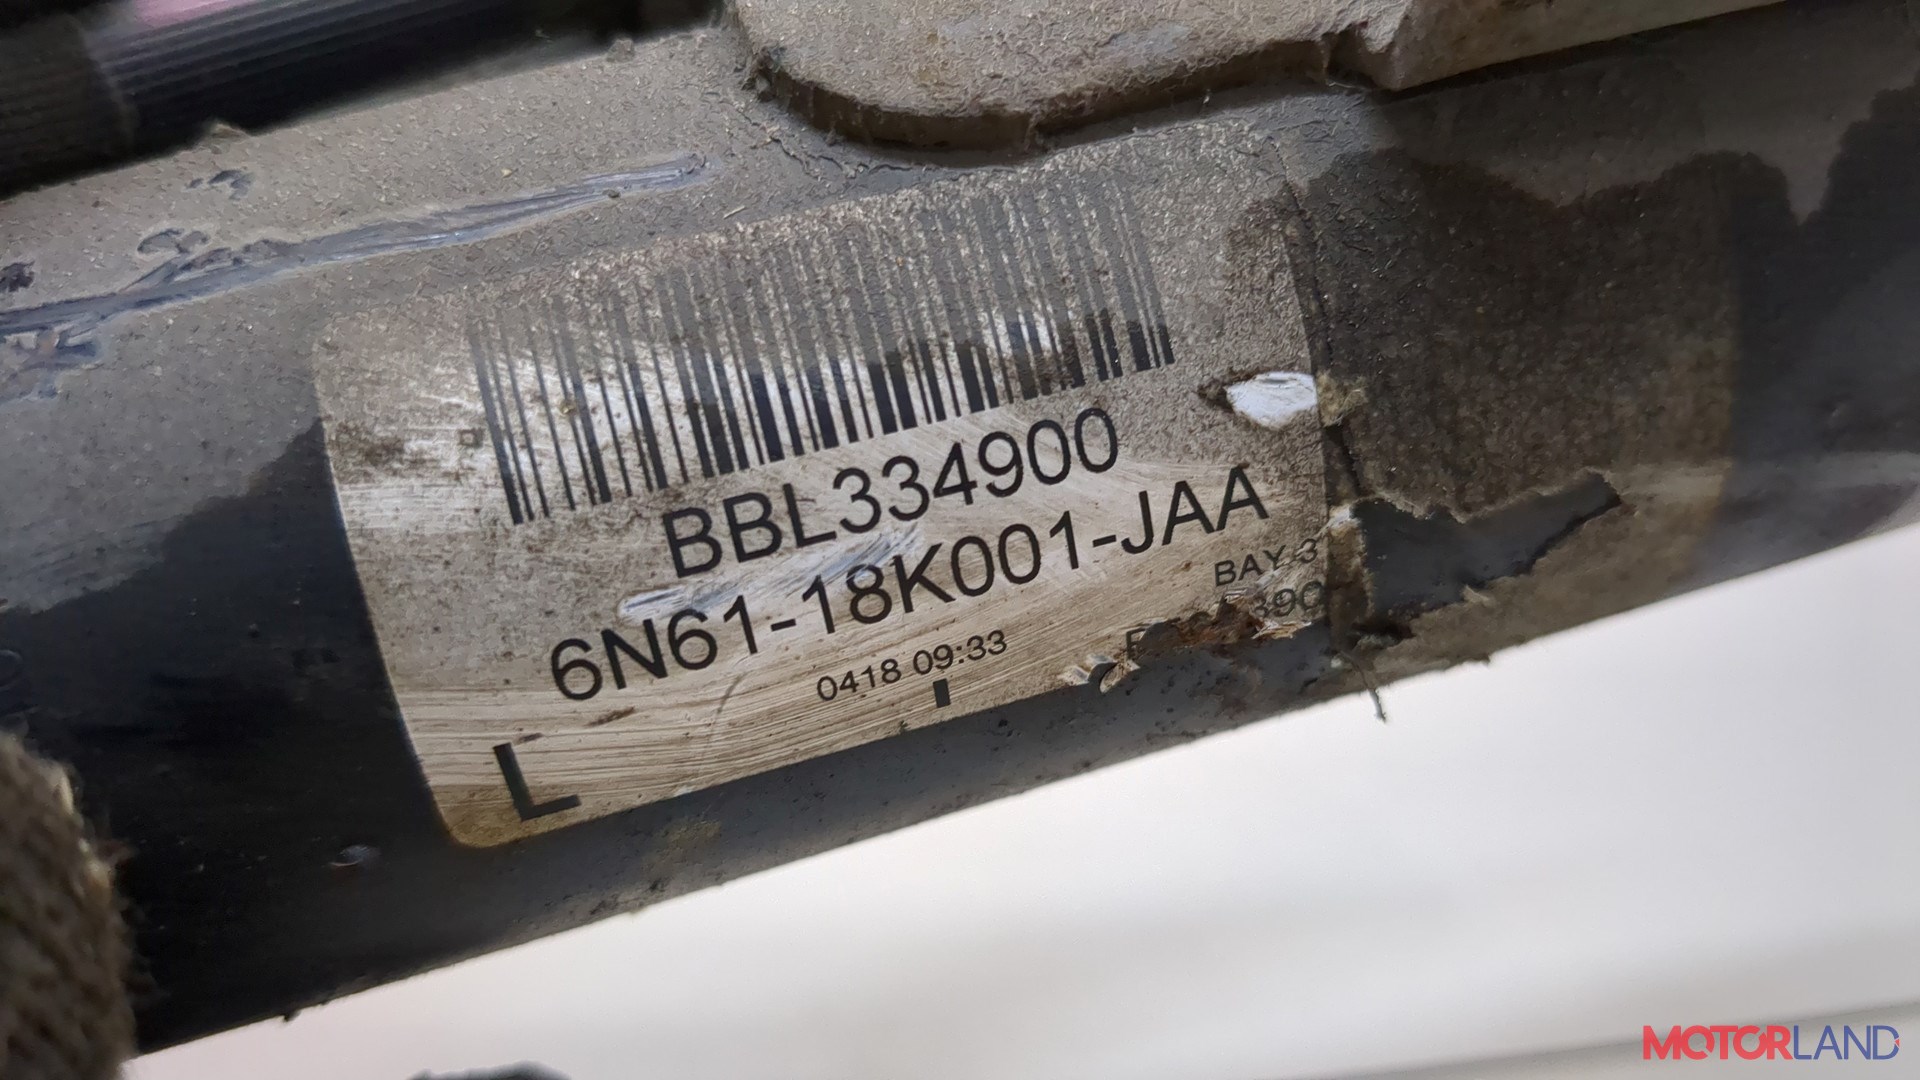 BBL334900
6N61-18K001-JAA
BAY 3
0418 09:33
L
MOTORLAND